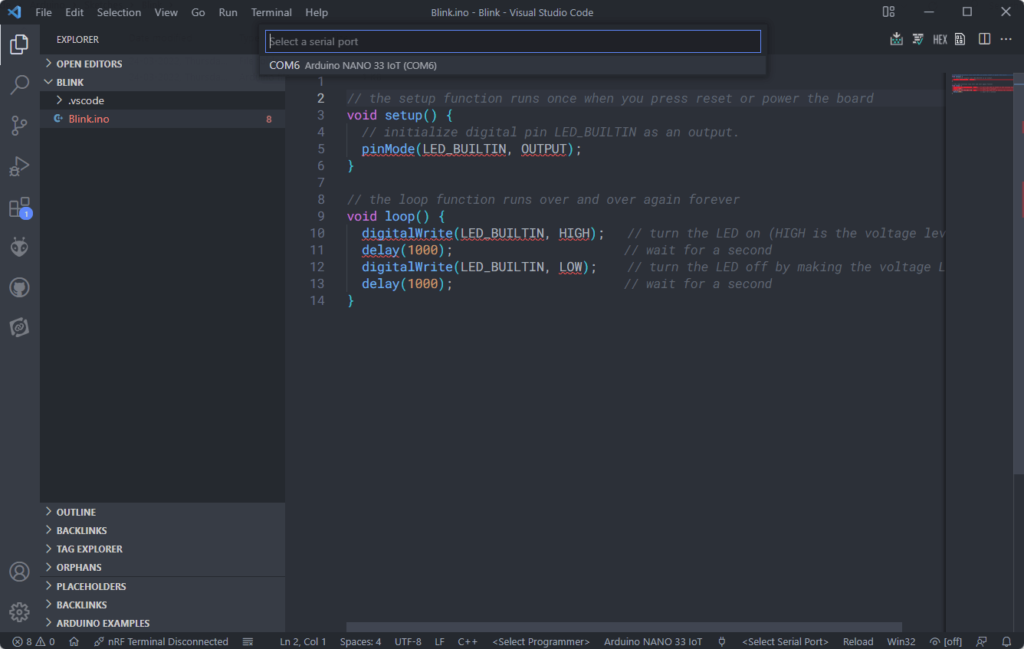 File Edit Selection View Go Run Terminal Help Blink.ino - Blink - Visual Studio Code
EXPLORER
Select a serial port
HEX
OPEN EDITORS
COM6 Arduino NANO 33 IoT (COM6)
BLINK
.vscode
Blink.ino 8
1
1
2 // the setup function runs once when you press reset or power the board
3 void setup() {
4 // initialize digital pin LED_BUILTIN as an output.
5 pinMode(LED_BUILTIN, OUTPUT);
6 }
7
8 // the loop function runs over and over again forever
9 void loop() {
10 digitalWrite(LED_BUILTIN, HIGH); // turn the LED on (HIGH is the voltage lev
11 delay(1000); // wait for a second
12 digitalWrite(LED_BUILTIN, LOW); // turn the LED off by making the voltage L
13 delay(1000); // wait for a second
14 }
OUTLINE
BACKLINKS
TAG EXPLORER
ORPHANS
PLACEHOLDERS
BACKLINKS
ARDUINO EXAMPLES
8 0 nRF Terminal Disconnected Ln 2, Col 1 Spaces: 4 UTF-8 LF C++ <Select Programmer> Arduino NANO 33 IoT <Select Serial Port> Reload Win32 [off]